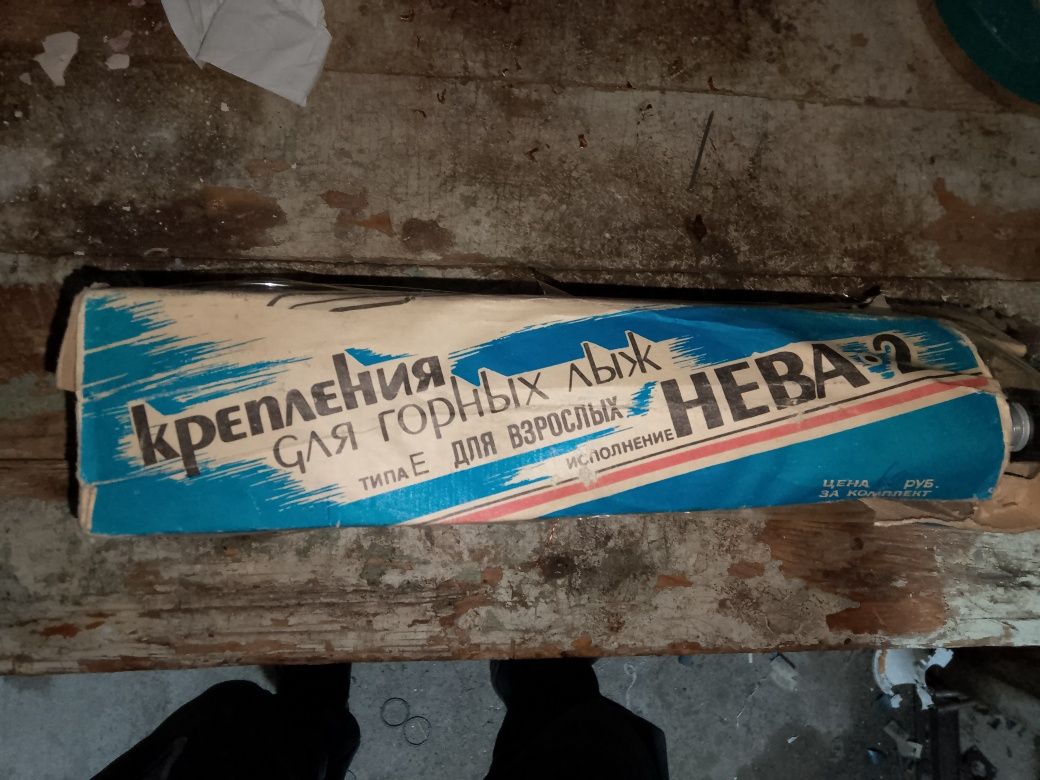 Крепления
для горных лыж
типа Е для взрослых
исполнение НЕВА-2
ЦЕНА РУБ.
ЗА КОМПЛЕКТ